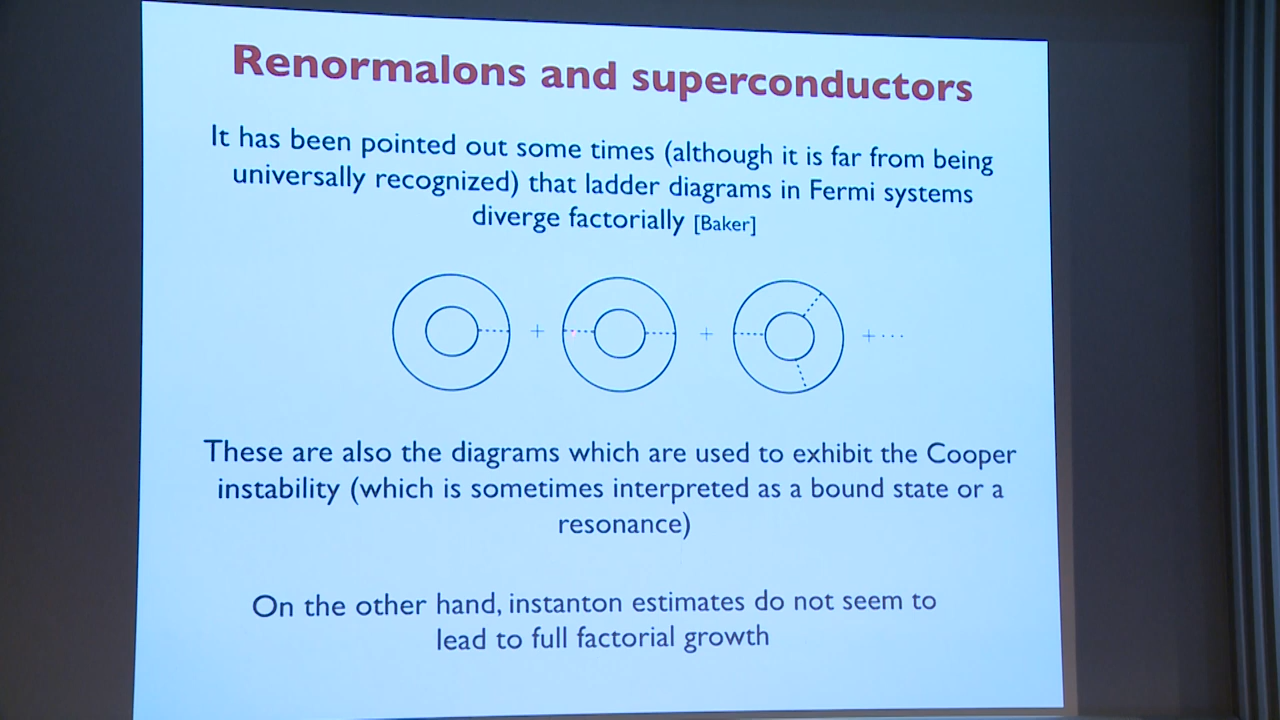 Renormalons and superconductors
It has been pointed out some times (although it is far from being
universally recognized) that ladder diagrams in Fermi systems
diverge factorially [Baker]
+ + +...
These are also the diagrams which are used to exhibit the Cooper
instability (which is sometimes interpreted as a bound state or a
resonance)
On the other hand, instanton estimates do not seem to
lead to full factorial growth